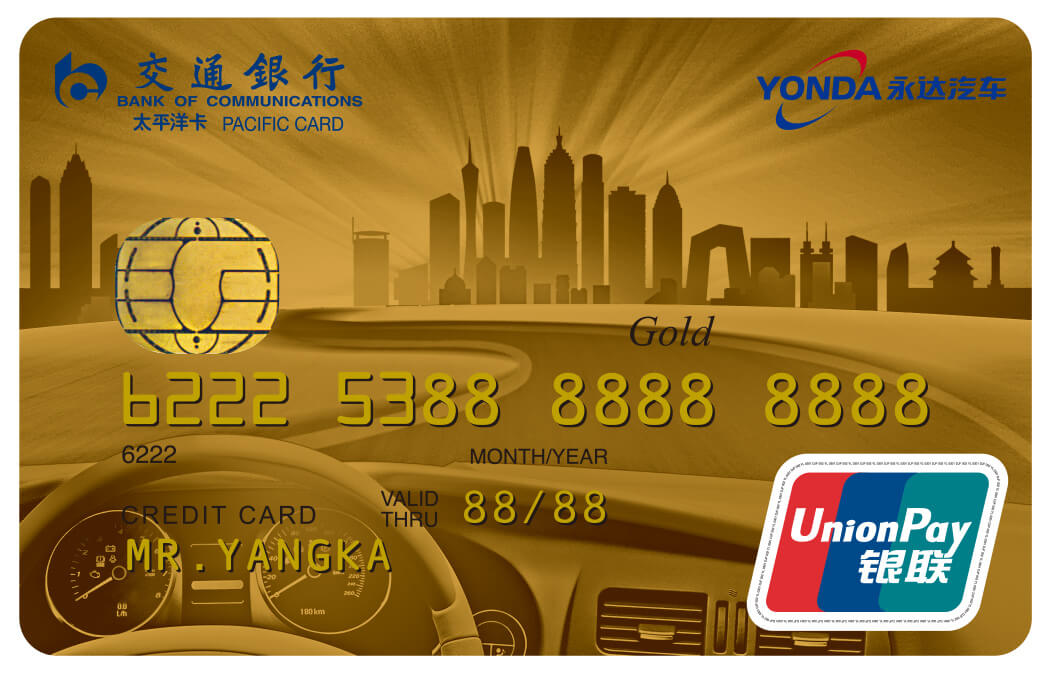 交通銀行
BANK OF COMMUNICATIONS
太平洋卡 PACIFIC CARD
YONDA 永达汽车
Gold
6222 5388 8888 8888
6222
MONTH/YEAR
VALID
THRU
88/88
CREDIT CARD
MR.YANGKA
180km
UnionPay
银联